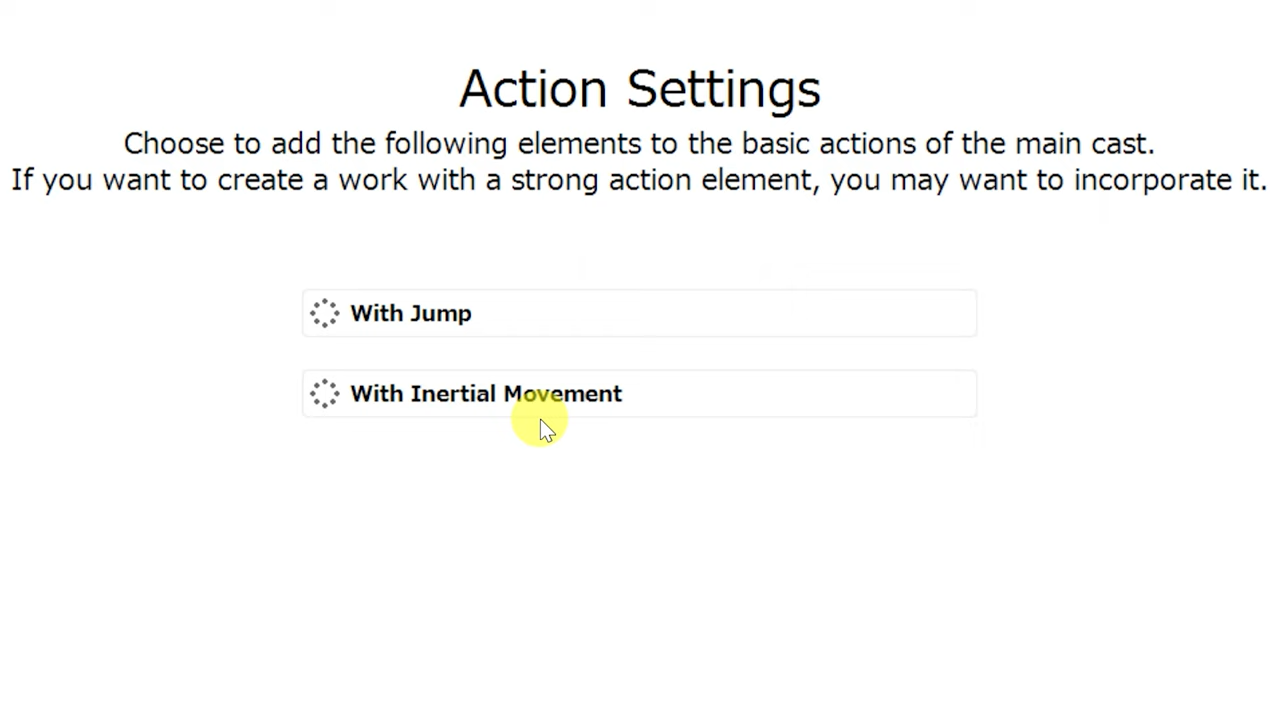 Action Settings
Choose to add the following elements to the basic actions of the main cast.
If you want to create a work with a strong action element, you may want to incorporate it.
With Jump
With Inertial Movement